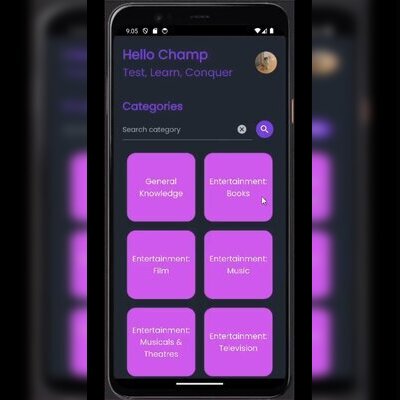 9:05
Hello Champ
Test, Learn, Conquer
Categories
Search category
General
Knowledge
Entertainment:
Books
Entertainment:
Film
Entertainment:
Music
Entertainment:
Musicals &
Theatres
Entertainment:
Television